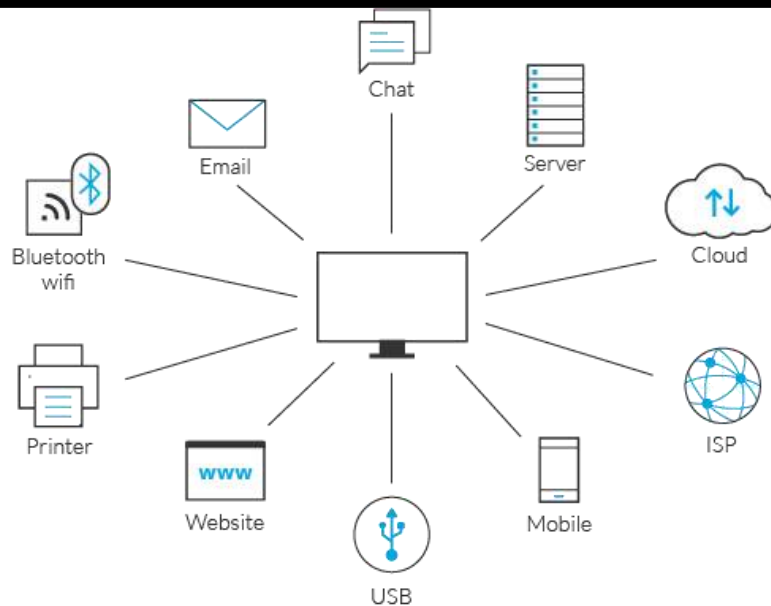 Chat
Email
Server
Bluetooth
wifi
Cloud
Printer
ISP
www
Website
Mobile
USB